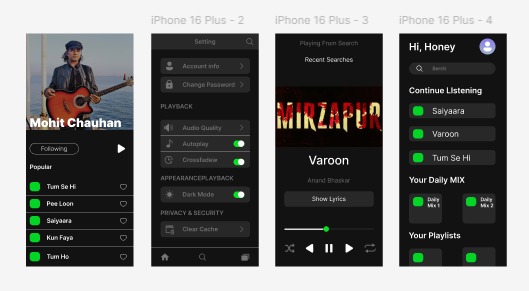 iPhone 16 Plus - 2
iPhone 16 Plus - 3
iPhone 16 Plus - 4
Mohit Chauhan
Following
Popular
Tum Se Hi
Pee Loon
Saiyaara
Kun Faya
Tum Ho
Setting
Account info
Change Password
PLAYBACK
Audio Quality
Autoplay
Crossfadew
APPEARANCEPLAYBACK
Dark Mode
PRIVACY & SECURITY
Clear Cache
Playing From Search
Recent Searches
MIRZAPUR
Varoon
Anand Bhaskar
Show Lyrics
Hi, Honey
Continue LIstening
Saiyaara
Varoon
Tum Se Hi
Your Daily MIX
Daily
Mix 1
Daily
Mix 2
Your Playlists